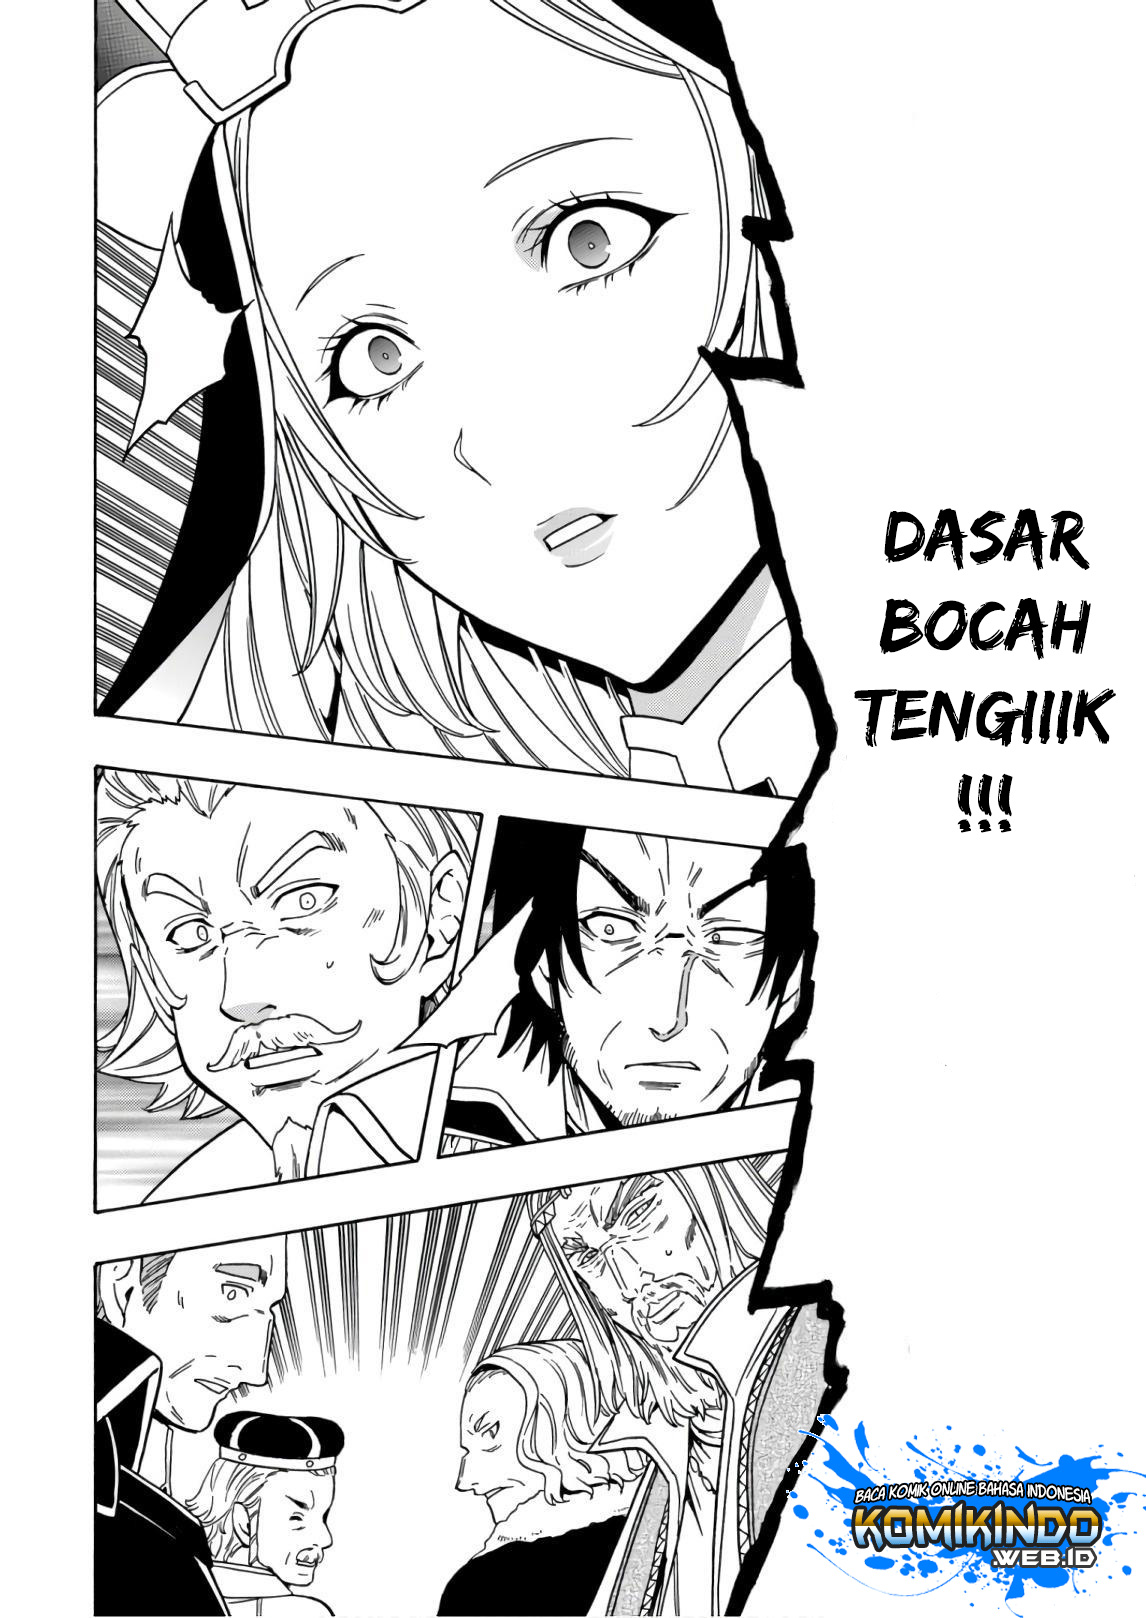 DASAR
BOCAH
TENGIIIK
!!!
BACA KOMIK ONLINE BAHASA INDONESIA
KOMIKINDO
.WEB.ID